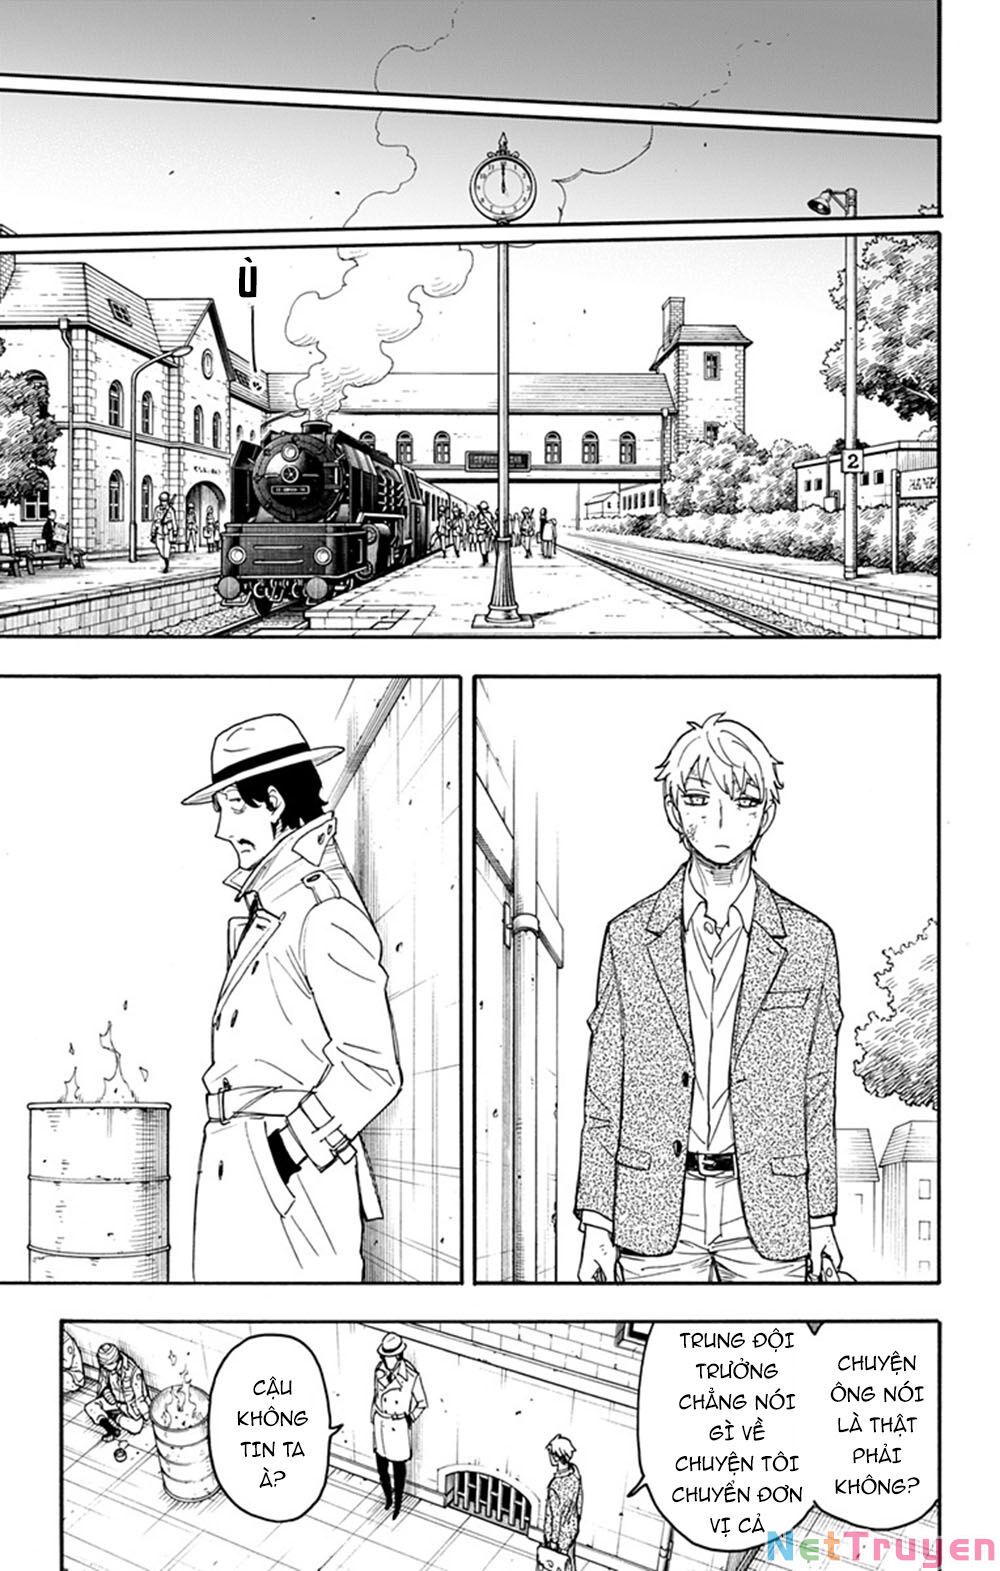 Ù
2
CHUYỆN
ÔNG NÓI
LÀ THẬT
PHẢI
KHÔNG?
TRUNG ĐỘI
TRƯỞNG
CHẲNG NÓI
GÌ VỀ
CHUYỆN TÔI
CHUYỂN ĐƠN
VỊ CẢ
CẬU
KHÔNG
TIN TA
À?
NetTruyen